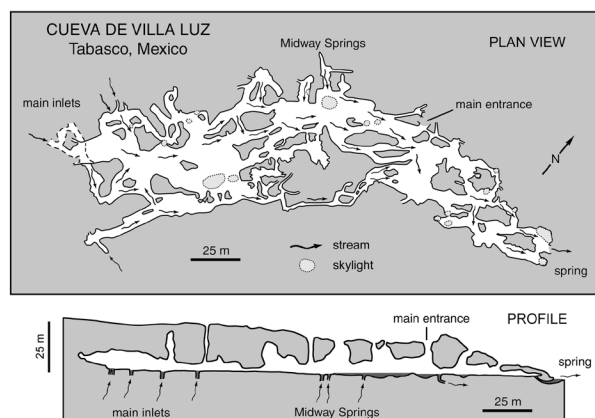 CUEVA DE VILLA LUZ
Tabasco, Mexico
Midway Springs
PLAN VIEW
main inlets
main entrance
N
25 m
stream
skylight
spring
PROFILE
main entrance
25 m
spring
main inlets
Midway Springs
25 m